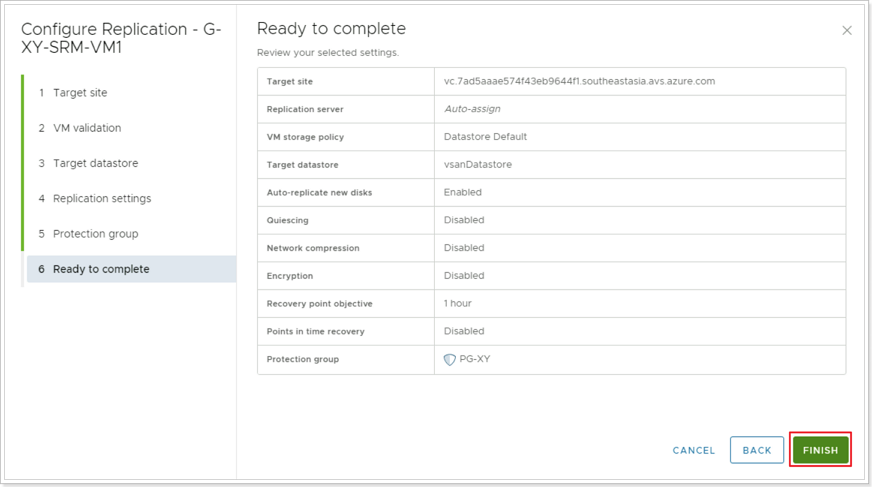 Configure Replication - G-
XY-SRM-VM1
1 Target site
2 VM validation
3 Target datastore
4 Replication settings
5 Protection group
6 Ready to complete
Ready to complete
Review your selected settings.
Target site vc.7ad5aaae574f43eb9644f1.southeastasia.avs.azure.com
Replication server Auto-assign
VM storage policy Datastore Default
Target datastore vsanDatastore
Auto-replicate new disks Enabled
Quiescing Disabled
Network compression Disabled
Encryption Disabled
Recovery point objective 1 hour
Points in time recovery Disabled
Protection group PG-XY
CANCEL BACK FINISH